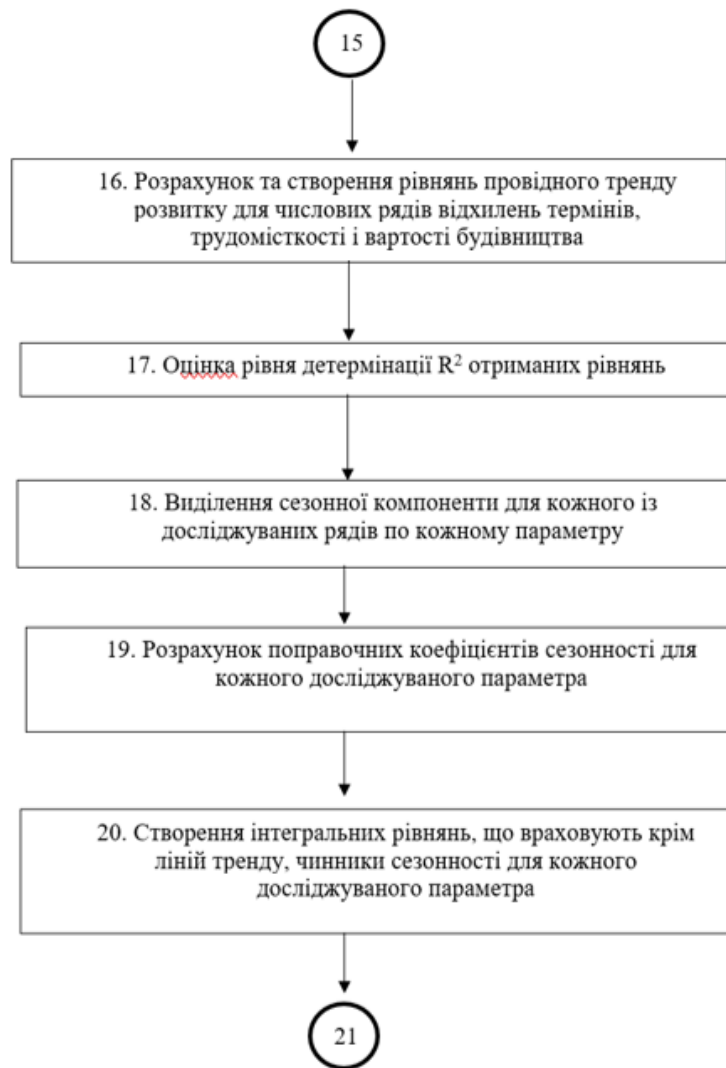 15
16. Розрахунок та створення рівнянь провідного тренду
розвитку для числових рядів відхилень термінів,
трудомісткості і вартості будівництва
17. Оцінка рівня детермінації R² отриманих рівнянь
18. Виділення сезонної компоненти для кожного із
досліджуваних рядів по кожному параметру
19. Розрахунок поправочних коефіцієнтів сезонності для
кожного досліджуваного параметра
20. Створення інтегральних рівнянь, що враховують крім
ліній тренду, чинники сезонності для кожного
досліджуваного параметра
21